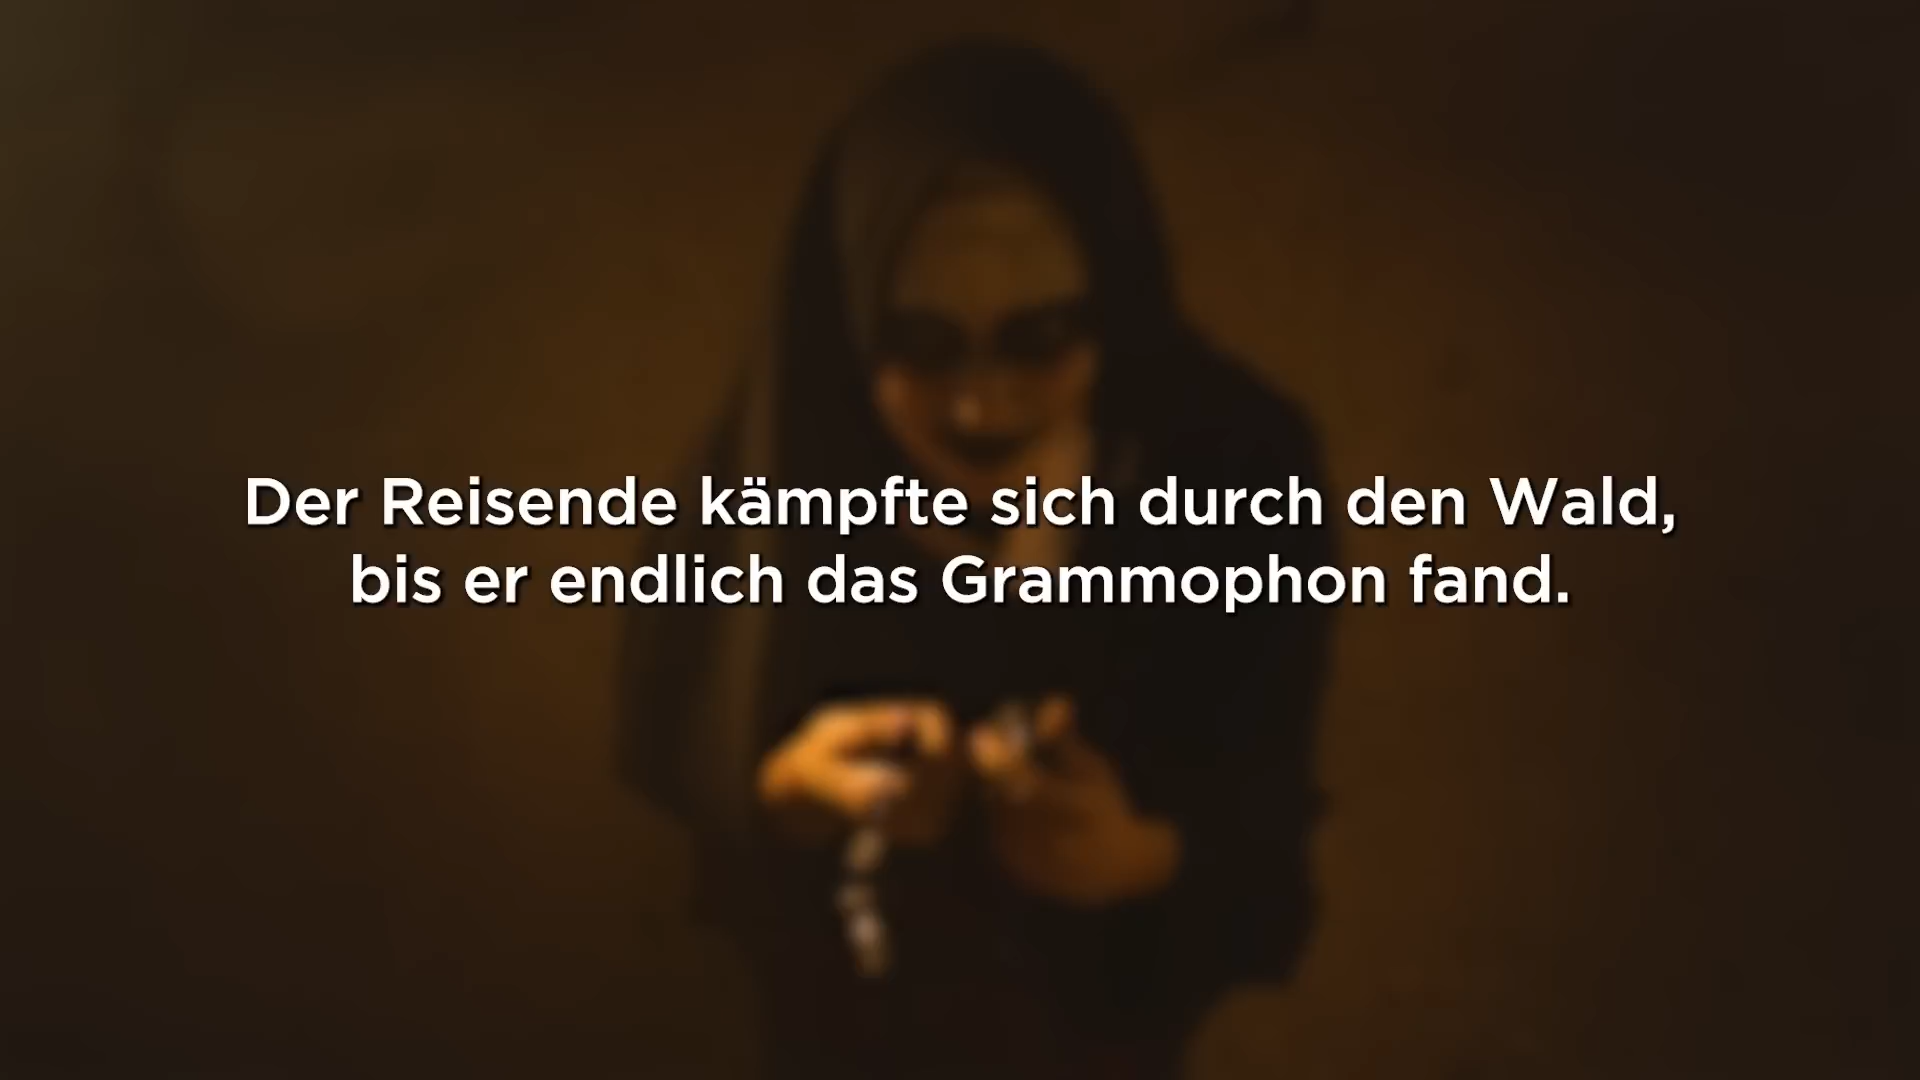 Der Reisende kämpfte sich durch den Wald,
bis er endlich das Grammophon fand.